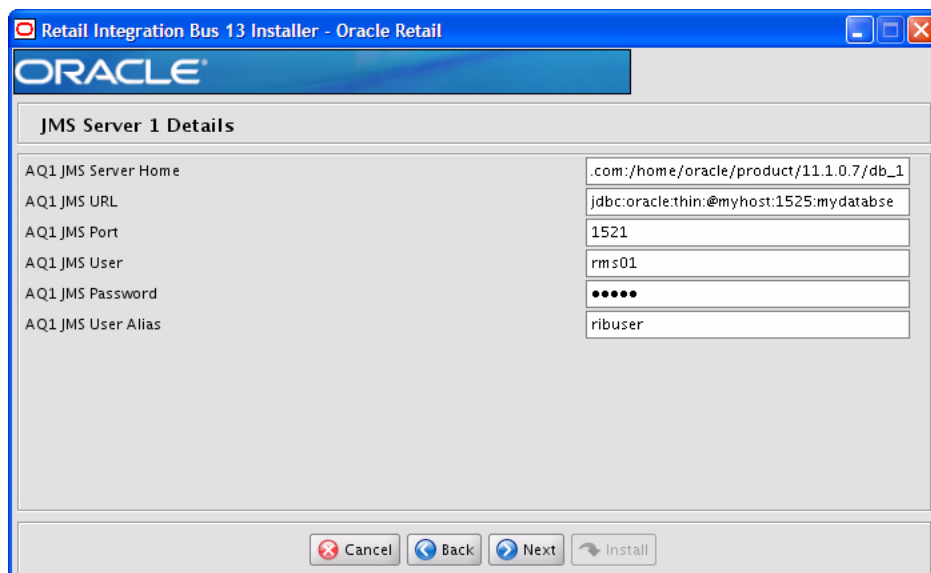 Retail Integration Bus 13 Installer - Oracle Retail
ORACLE®
JMS Server 1 Details
AQ1 JMS Server Home .com:/home/oracle/product/11.1.0.7/db_1
AQ1 JMS URL jdbc:oracle:thin:@myhost:1525:mydatabse
AQ1 JMS Port 1521
AQ1 JMS User rms01
AQ1 JMS Password •••••
AQ1 JMS User Alias ribuser
Cancel Back Next Install